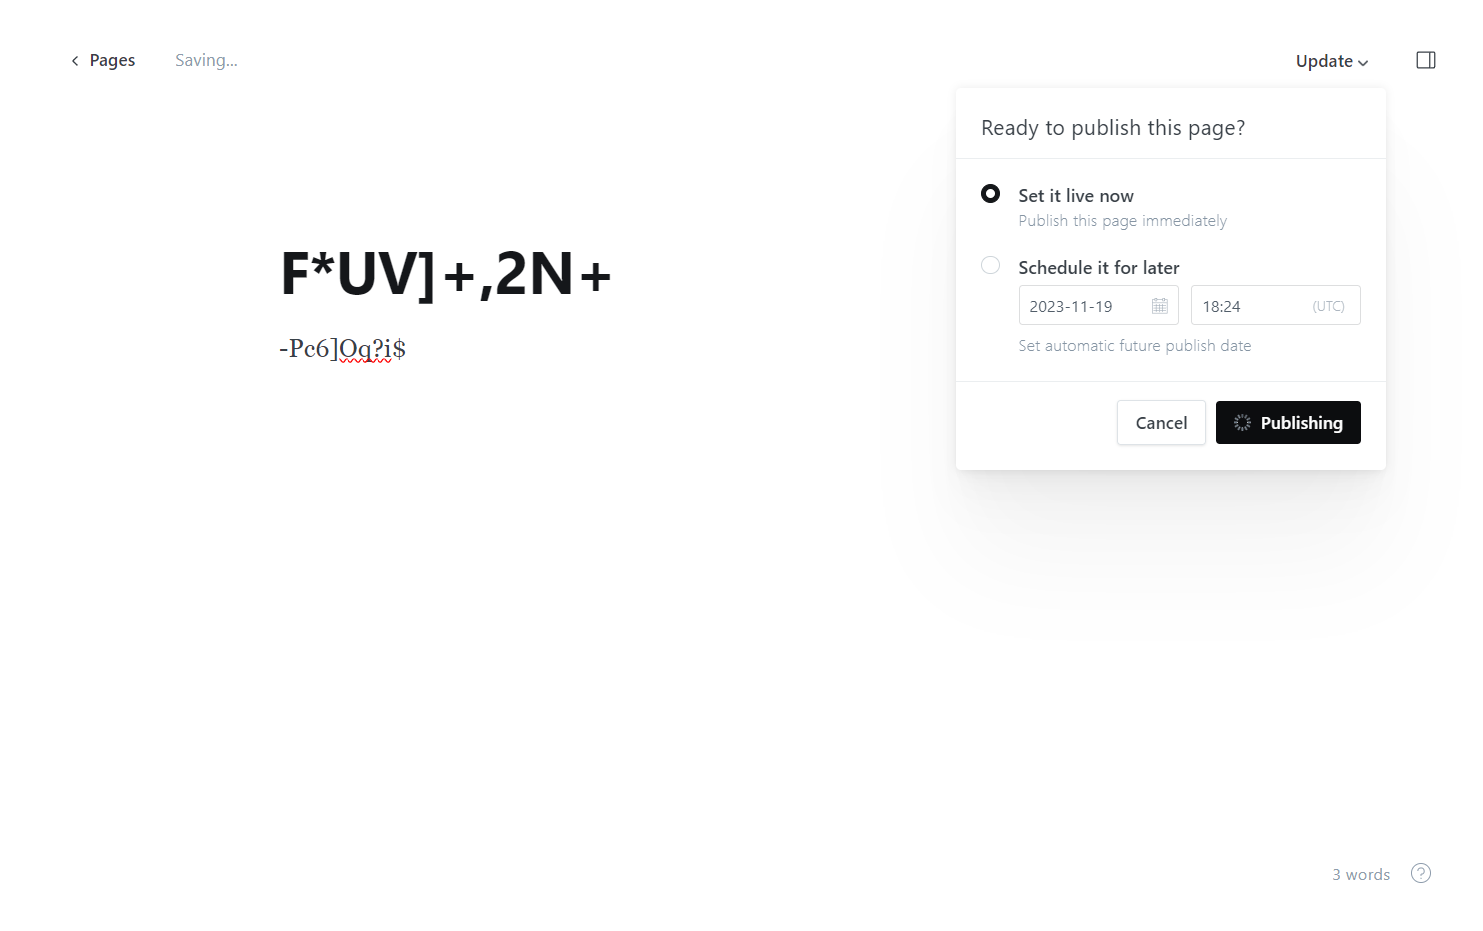 Pages
Saving...
Update
Ready to publish this page?
Set it live now
Publish this page immediately
F*UV]+,2N+
Schedule it for later
2023-11-19
18:24
(UTC)
-Pc6]Oq?i$
Set automatic future publish date
Cancel
Publishing
3 words
?